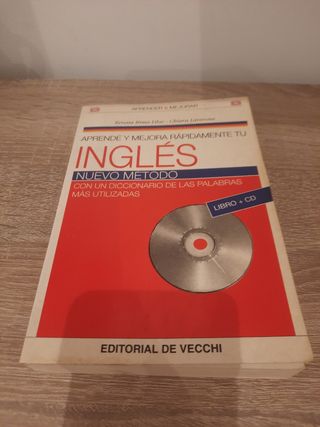 APRENDER Y MEJORAR
APRENDE Y MEJORA RÁPIDAMENTE TU
INGLÉS
NUEVO MÉTODO
CON UN DICCIONARIO DE LAS PALABRAS
MÁS UTILIZADAS
LIBRO + CD
EDITORIAL DE VECCHI